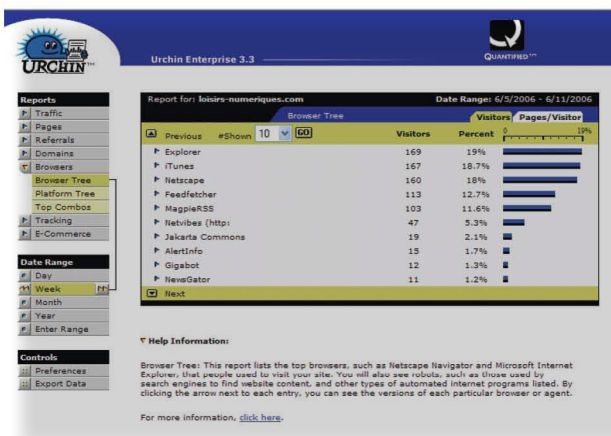 URCHIN™
Urchin Enterprise 3.3
QUANTIFIED™
Reports
Traffic
Pages
Referrals
Domains
Browsers
Browser Tree
Platform Tree
Top Combos
Tracking
E-Commerce
Date Range
Day
Week
Month
Year
Enter Range
Controls
Preferences
Export Data
Report for: loisirs-numeriques.com Date Range: 6/5/2006 - 6/11/2006
Browser Tree Visitors Pages/Visitor
Previous #Shown 10 GO Visitors Percent 0 19%
Explorer 169 19%
iTunes 167 18.7%
Netscape 160 18%
Feedfetcher 113 12.7%
MagpieRSS 103 11.6%
Netvibes (http: 47 5.3%
Jakarta Commons 19 2.1%
AlertInfo 15 1.7%
Gigabot 12 1.3%
NewsGator 11 1.2%
Next
Help Information:
Browser Tree: This report lists the top browsers, such as Netscape Navigator and Microsoft Internet
Explorer, that people used to visit your site. You will also see robots, such as those used by
search engines to find website content, and other types of automated internet programs listed. By
clicking the arrow next to each entry, you can see the versions of each particular browser or agent.
For more information, click here.